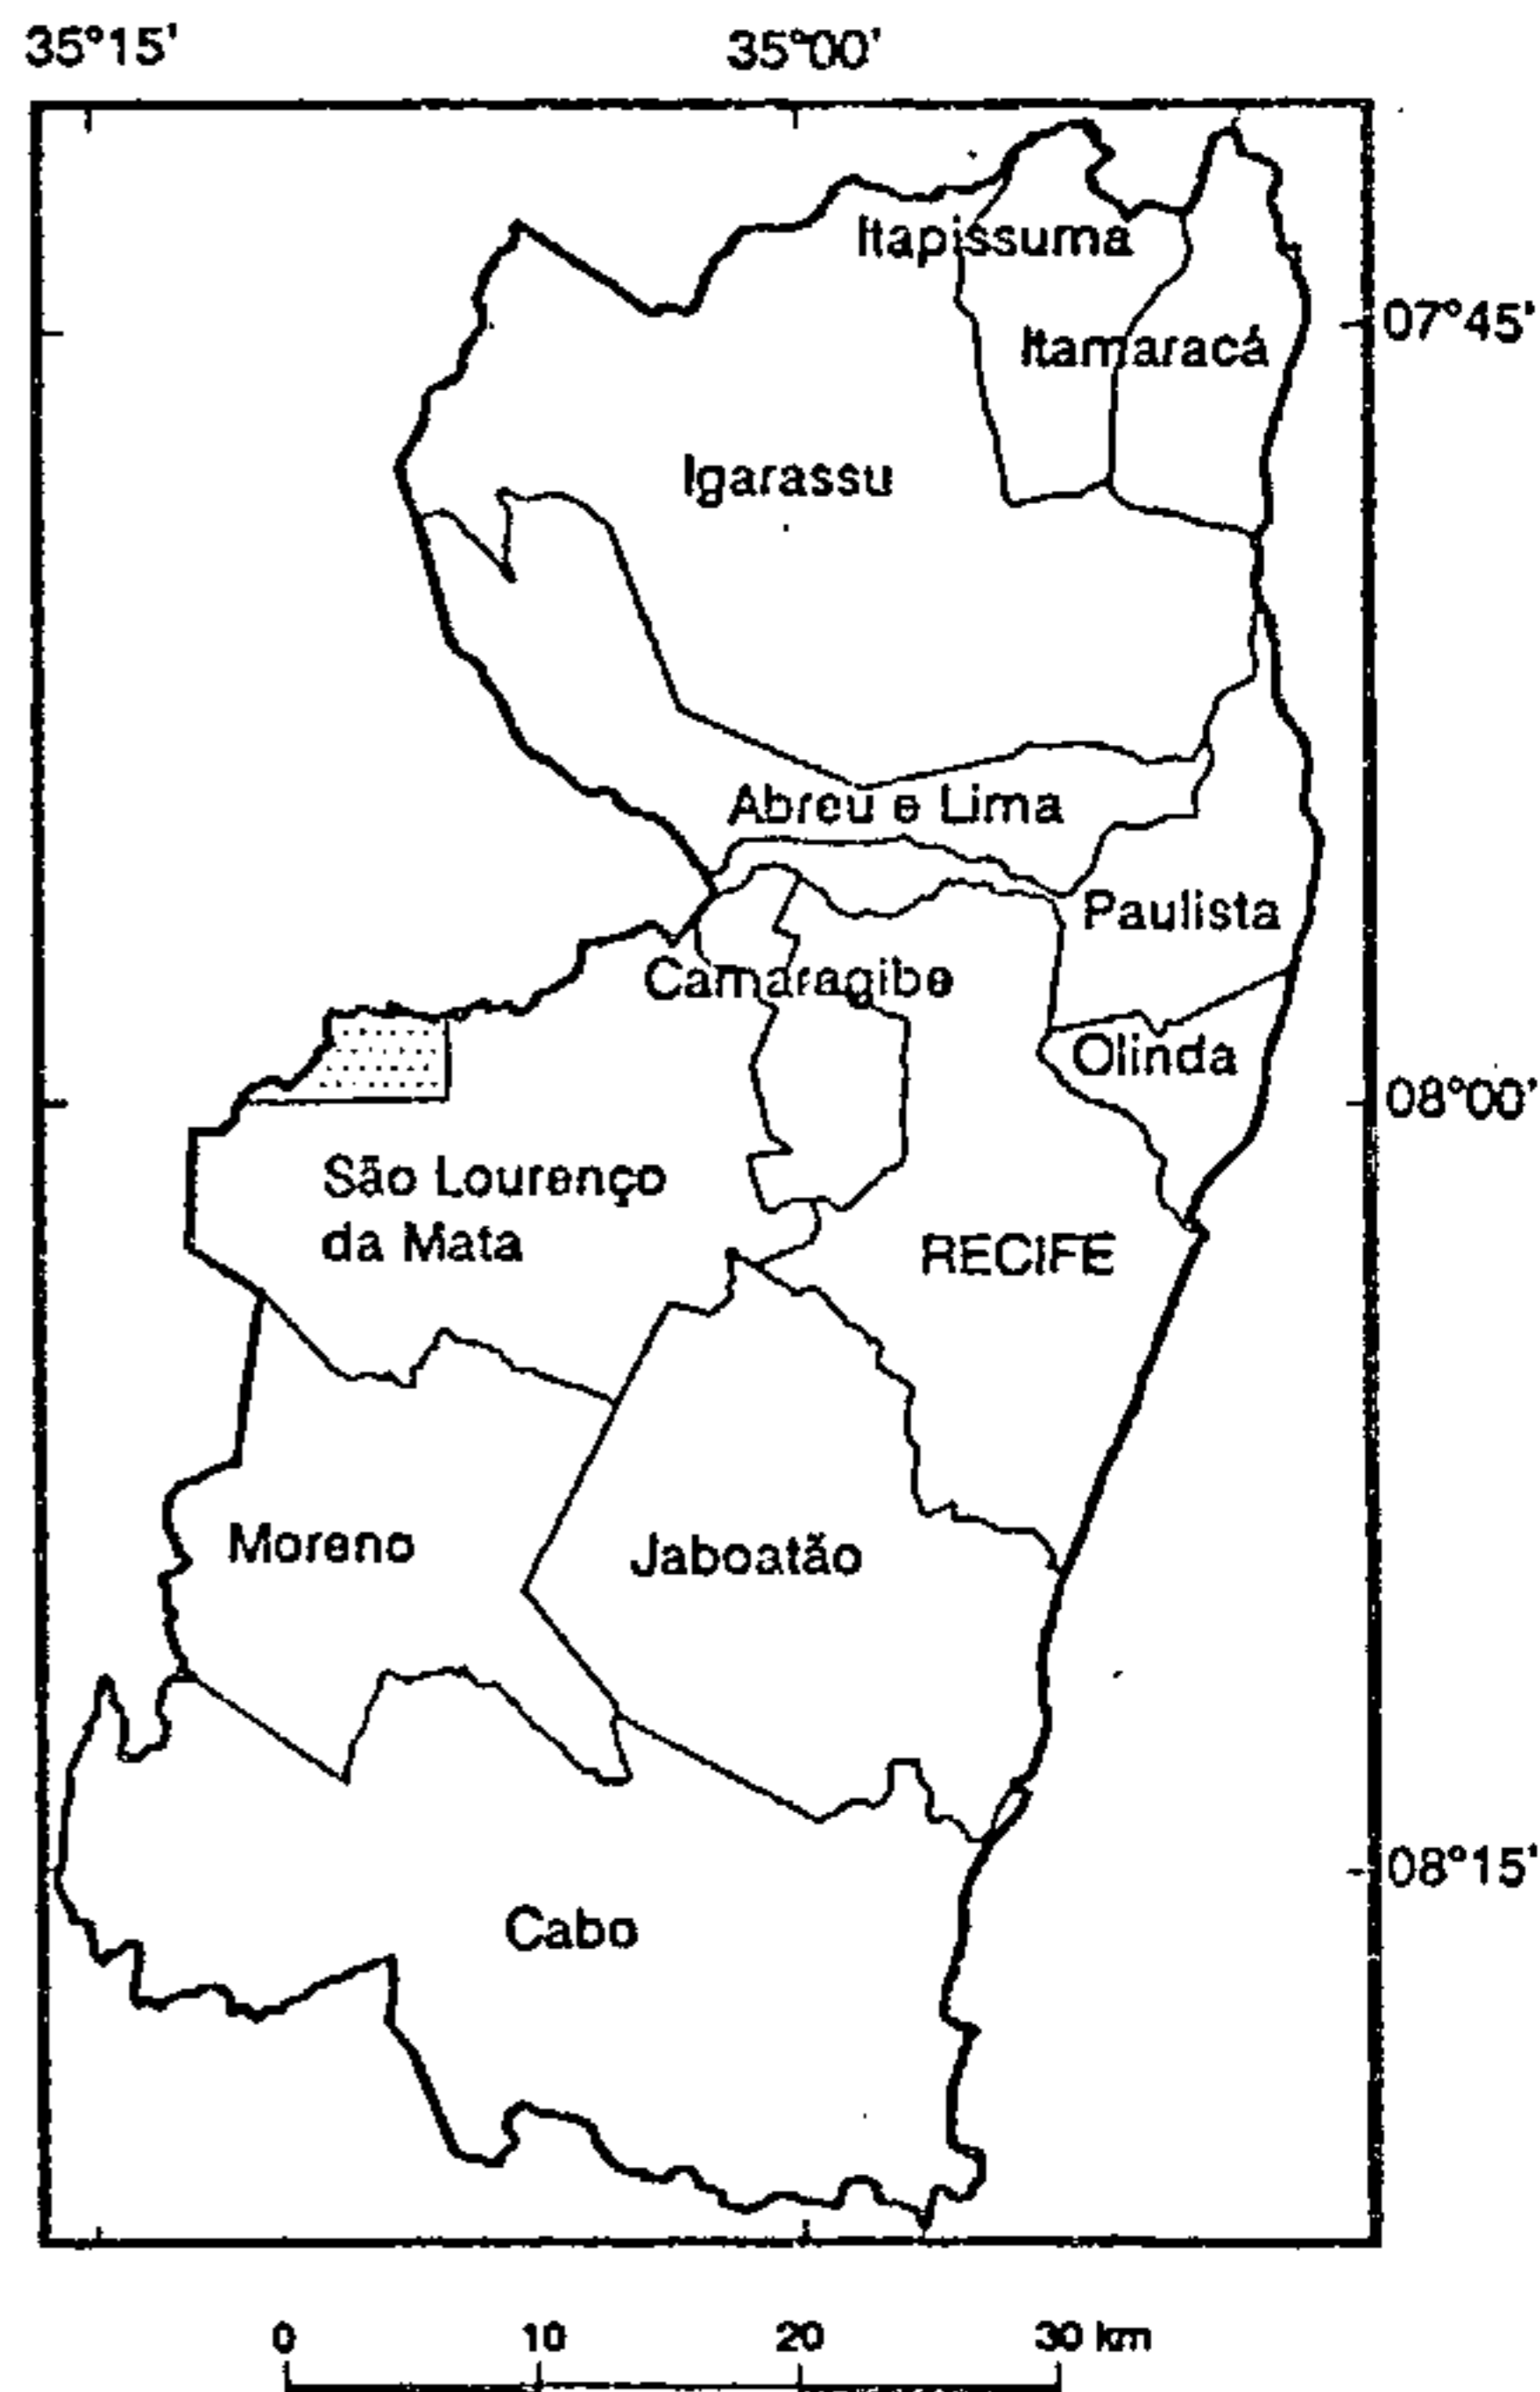 35°15' 35°00'
Itapissuma
07°45'
Itamaracá
Igarassu
Abreu e Lima
Paulista
Camaragibe
Olinda
08°00'
São Lourenço
da Mata
RECIFE
Moreno
Jaboatão
08°15'
Cabo
0 10 20 30 km